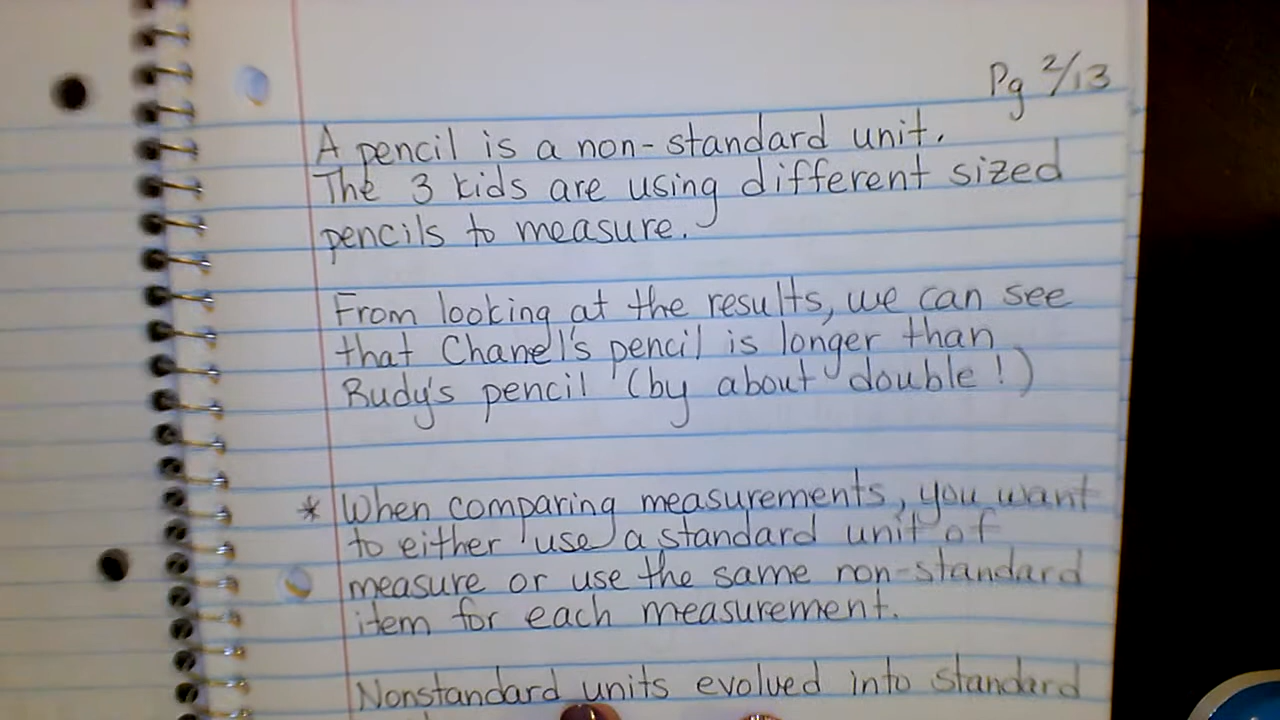 Pg 2/13
A pencil is a non-standard unit.
The 3 kids are using different sized
pencils to measure.
From looking at the results, we can see
that Chanel's pencil is longer than
Rudy's pencil (by about double!)
* When comparing measurements, you want
to either use a standard unit of
measure or use the same non-standard
item for each measurement.
Nonstandard units evolved into standard